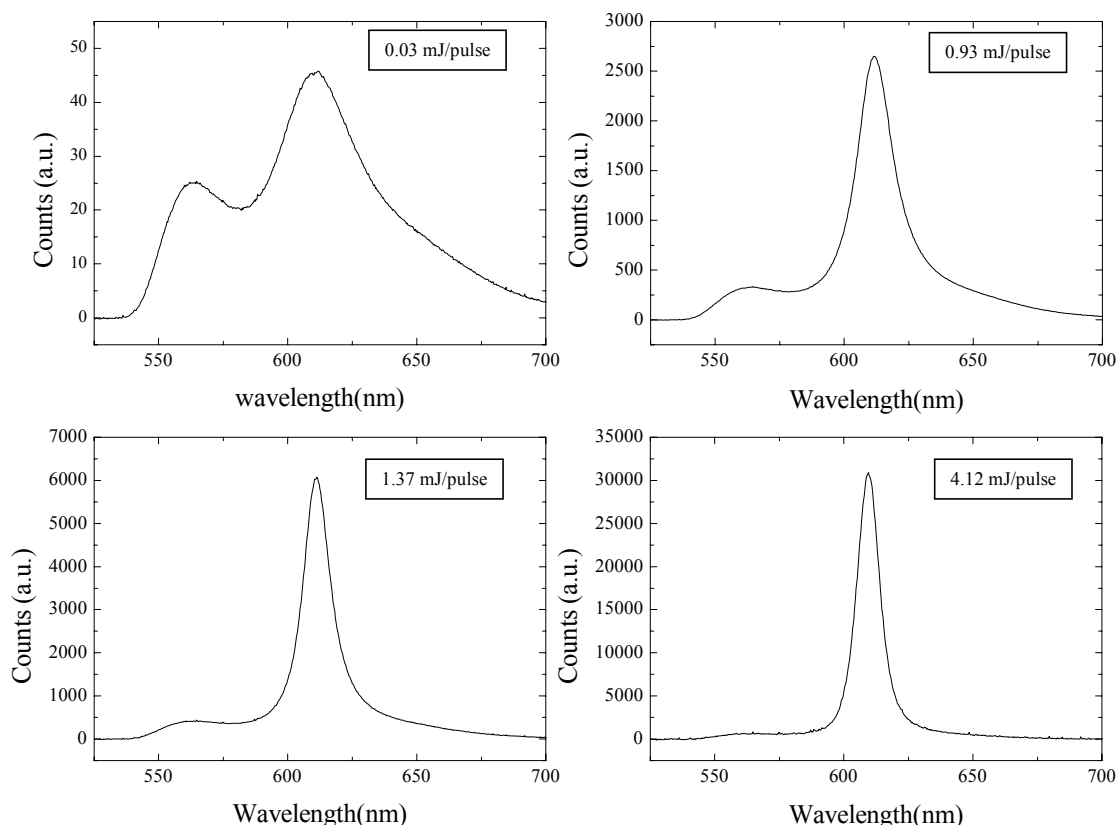 0.03 mJ/pulse
50
40
30
20
10
0
Counts (a.u.)
550 600 650 700
wavelength(nm)
0.93 mJ/pulse
3000
2500
2000
1500
1000
500
0
Counts (a.u.)
550 600 650 700
Wavelength(nm)
1.37 mJ/pulse
7000
6000
5000
4000
3000
2000
1000
0
Counts (a.u.)
550 600 650 700
Wavelength(nm)
4.12 mJ/pulse
35000
30000
25000
20000
15000
10000
5000
0
Counts (a.u.)
550 600 650 700
Wavelength(nm)